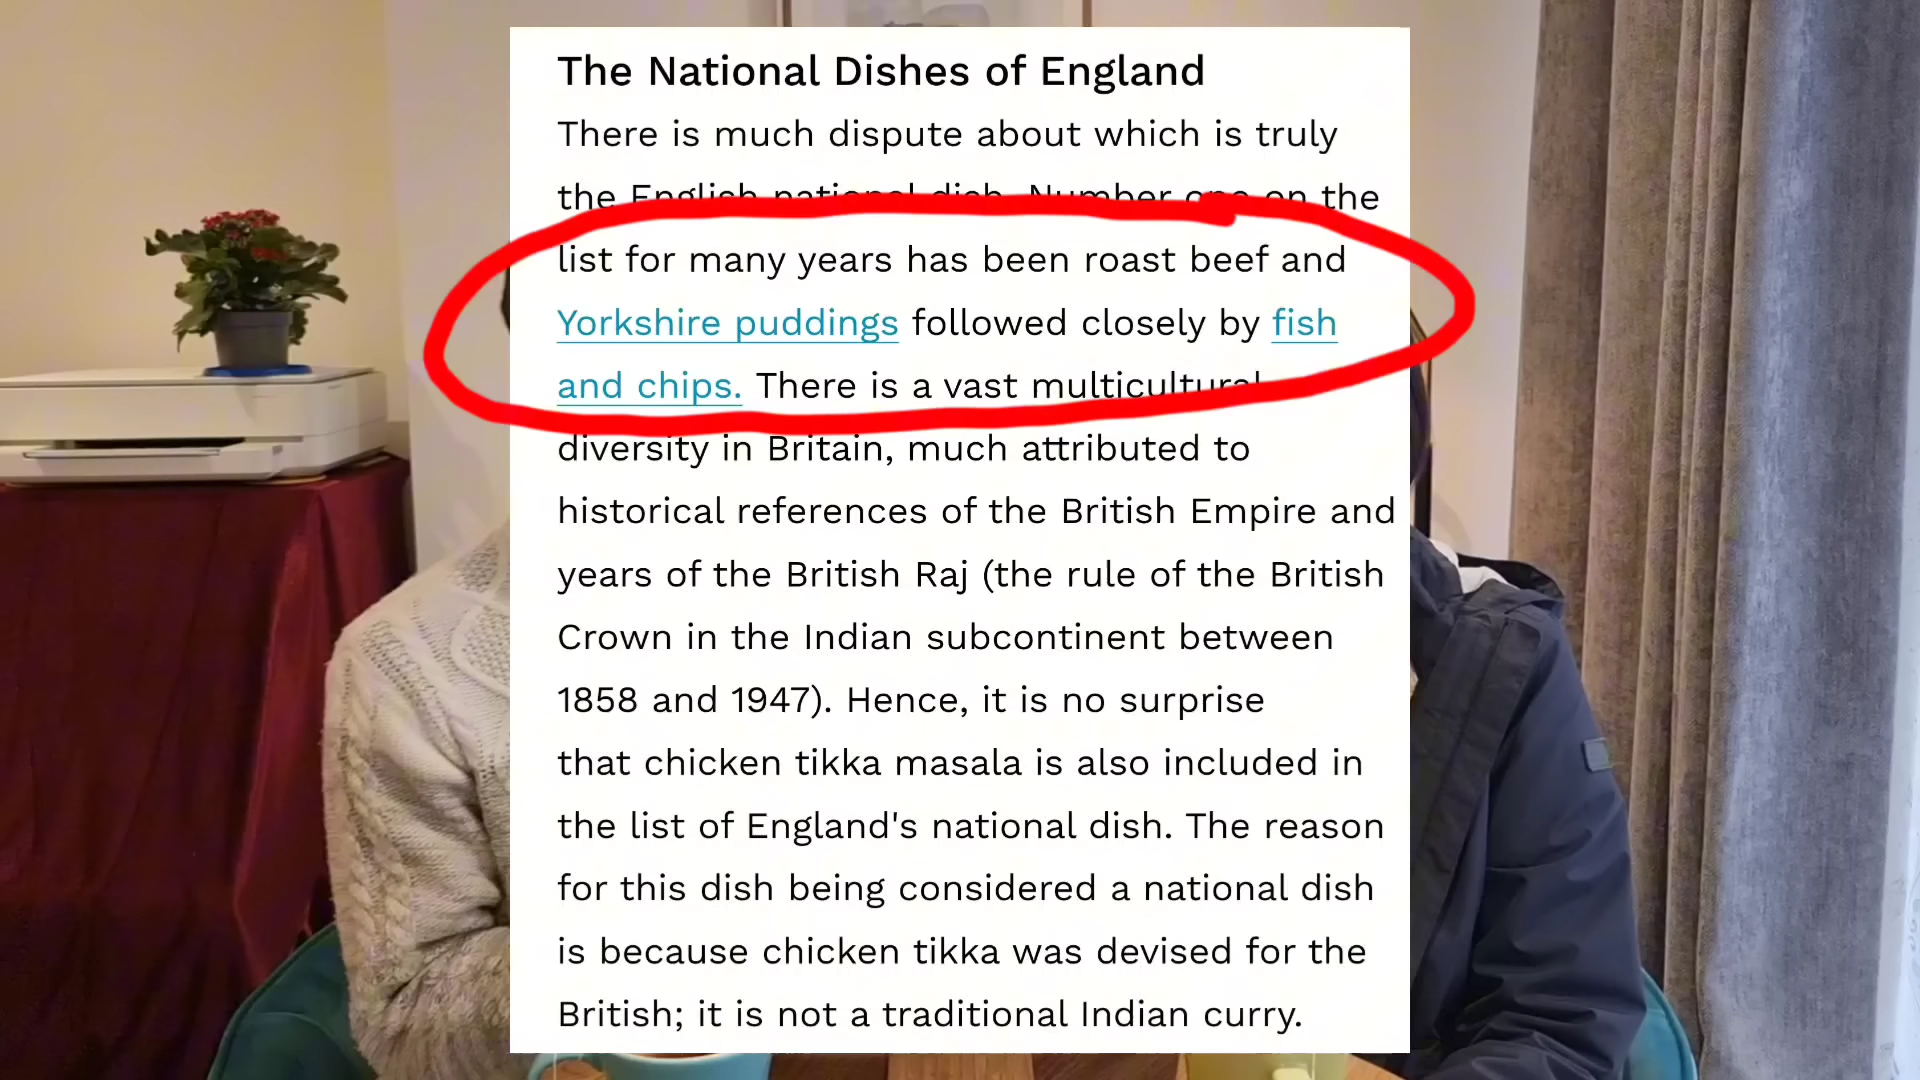 The National Dishes of England
There is much dispute about which is truly
the English national dish. Number one on the
list for many years has been roast beef and
Yorkshire puddings followed closely by fish
and chips. There is a vast multicultural
diversity in Britain, much attributed to
historical references of the British Empire and
years of the British Raj (the rule of the British
Crown in the Indian subcontinent between
1858 and 1947). Hence, it is no surprise
that chicken tikka masala is also included in
the list of England's national dish. The reason
for this dish being considered a national dish
is because chicken tikka was devised for the
British; it is not a traditional Indian curry.